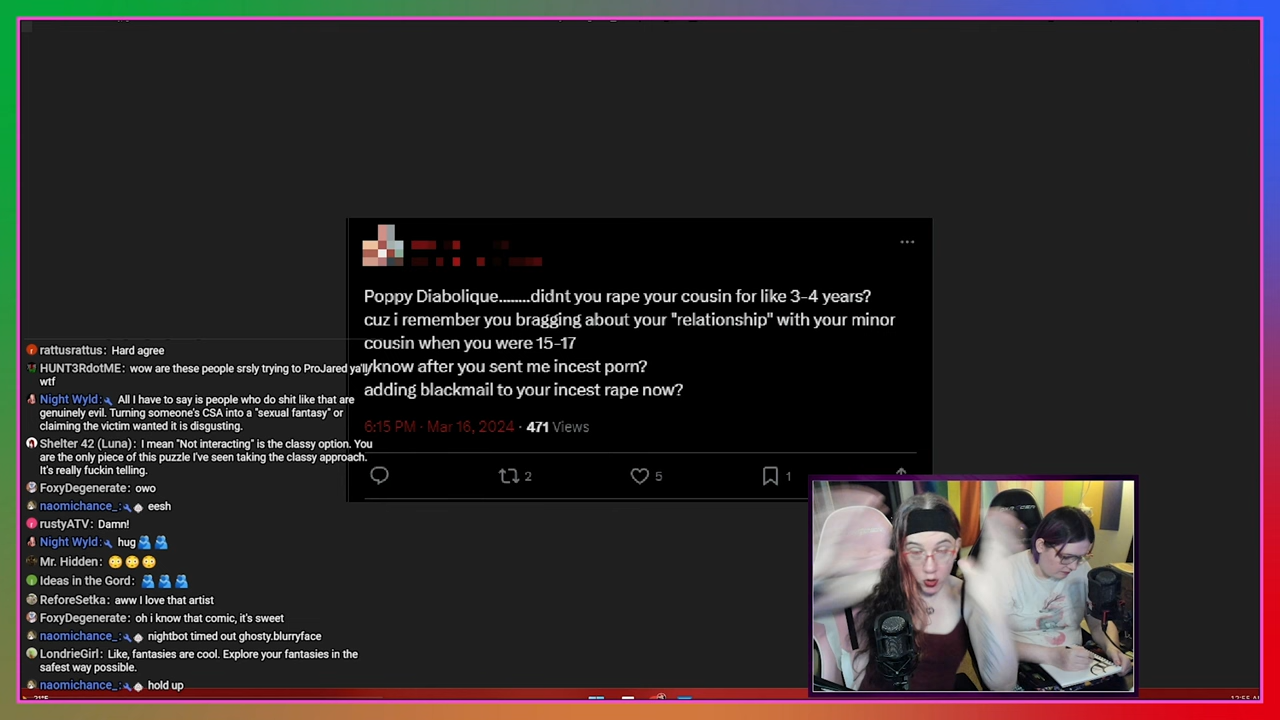 Poppy Diabolique........didnt you rape your cousin for like 3-4 years?
cuz i remember you bragging about your "relationship" with your minor
cousin when you were 15-17
yknow after you sent me incest porn?
adding blackmail to your incest rape now?
6:15 PM · Mar 16, 2024 · 471 Views
2
5
1
rattusrattus: Hard agree
HUNT3RdotME: wow are these people srsly trying to ProJared ya'll
wtf
Night Wyld: All I have to say is people who do shit like that are
genuinely evil. Turning someone's CSA into a "sexual fantasy" or
claiming the victim wanted it is disgusting.
Shelter 42 (Luna): I mean "Not interacting" is the classy option. You
are the only piece of this puzzle I've seen taking the classy approach.
It's really fuckin telling.
FoxyDegenerate: owo
naomichance_: eesh
rustyATV: Damn!
Night Wyld: hug
Mr. Hidden:
Ideas in the Gord:
ReforeSetka: aww I love that artist
FoxyDegenerate: oh i know that comic, it's sweet
naomichance_: nightbot timed out ghosty.blurryface
LondrieGirl: Like, fantasies are cool. Explore your fantasies in the
safest way possible.
naomichance_: hold up